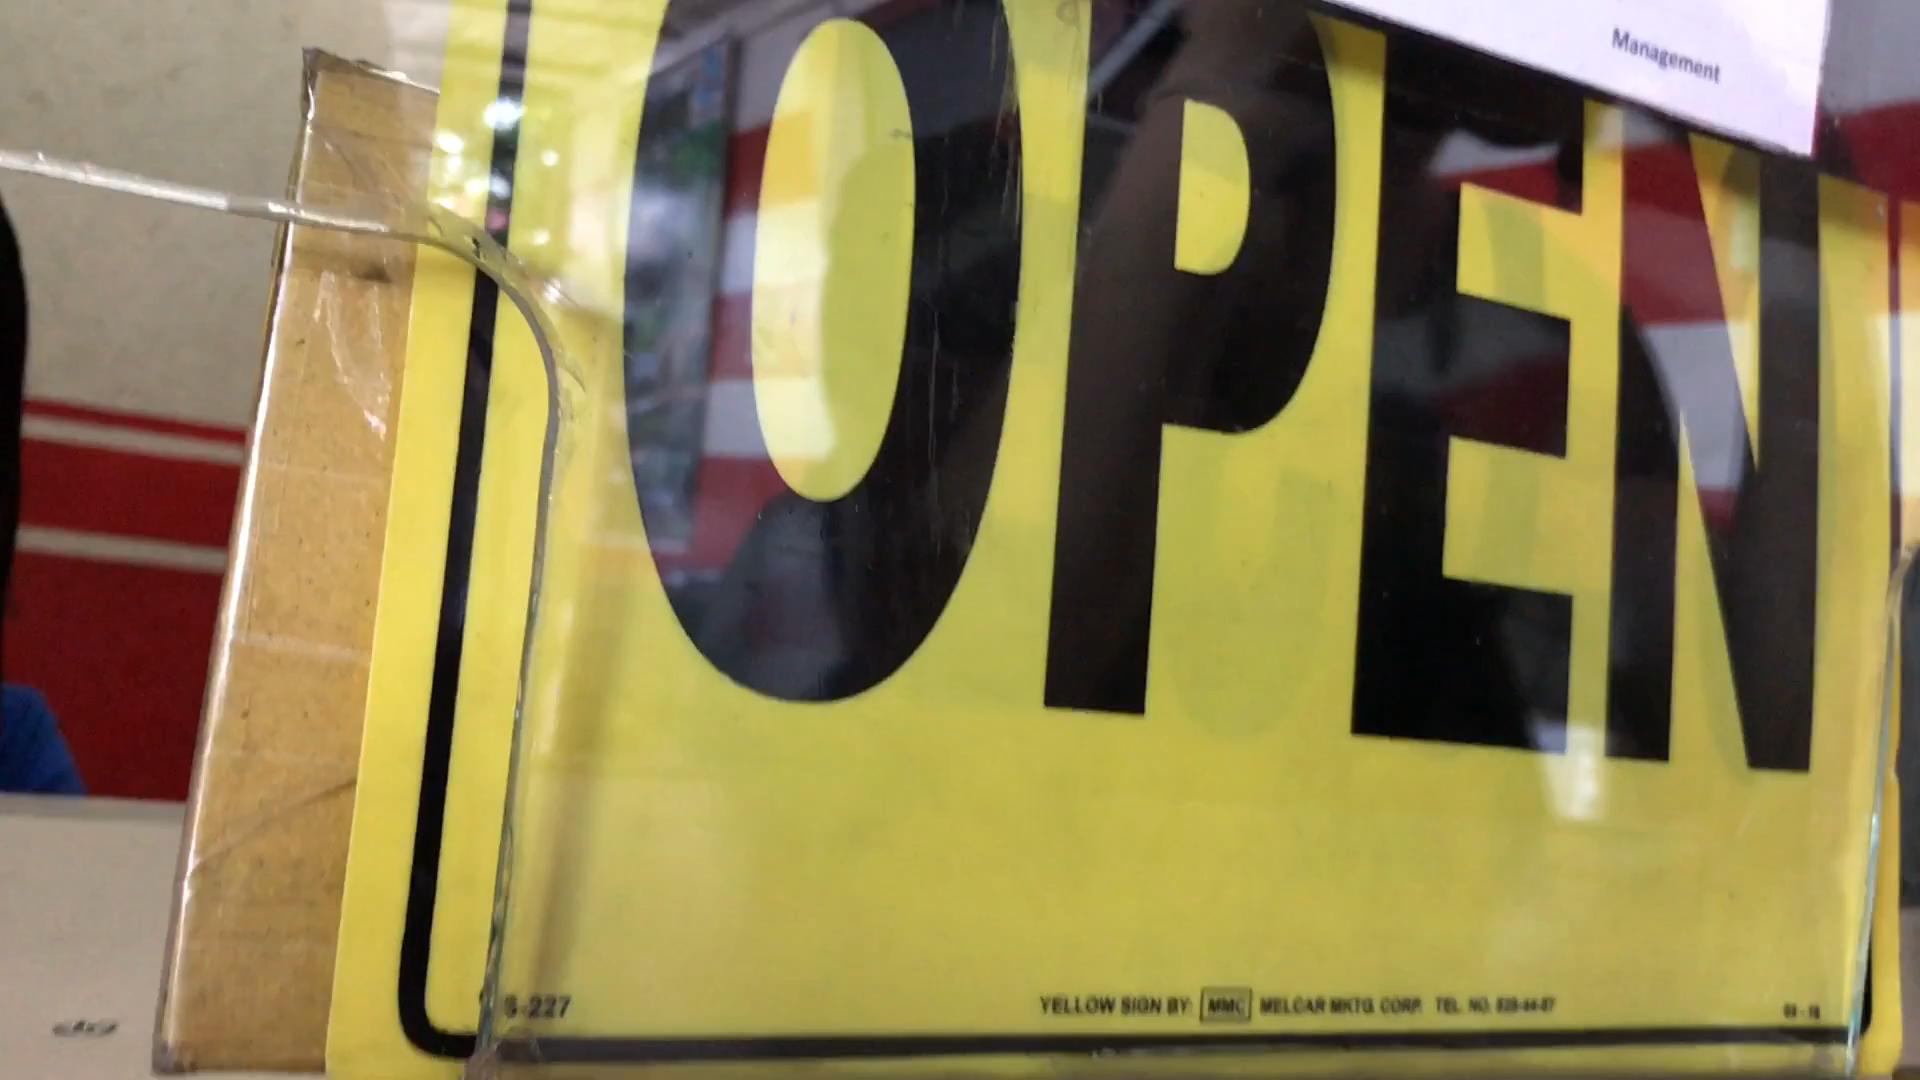 Management
OPEN
S-227 YELLOW SIGN BY: MMC MELCAR MKTG. CORP. TEL. NO.